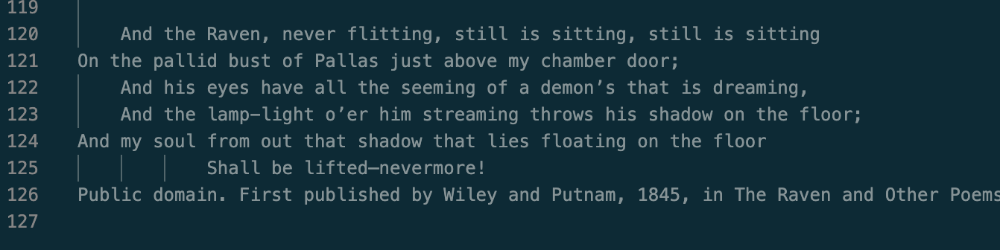 119
120 And the Raven, never flitting, still is sitting, still is sitting
121 On the pallid bust of Pallas just above my chamber door;
122 And his eyes have all the seeming of a demon’s that is dreaming,
123 And the lamp-light o’er him streaming throws his shadow on the floor;
124 And my soul from out that shadow that lies floating on the floor
125 Shall be lifted—nevermore!
126 Public domain. First published by Wiley and Putnam, 1845, in The Raven and Other Poems
127